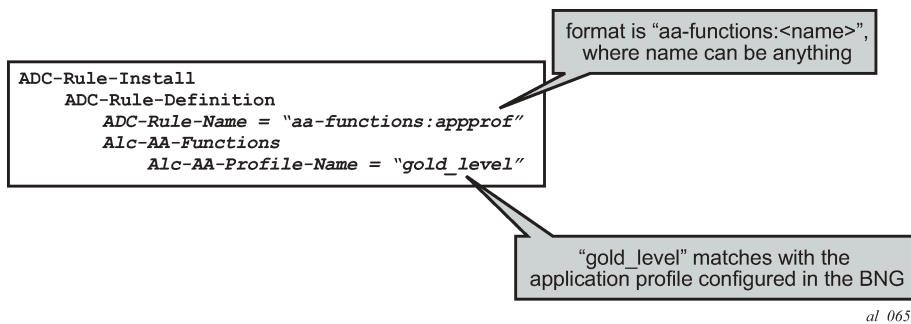 format is “aa-functions:<name>”,
where name can be anything
ADC-Rule-Install
ADC-Rule-Definition
ADC-Rule-Name = “aa-functions:appprof”
Alc-AA-Functions
Alc-AA-Profile-Name = “gold_level”
“gold_level” matches with the
application profile configured in the BNG
al_065